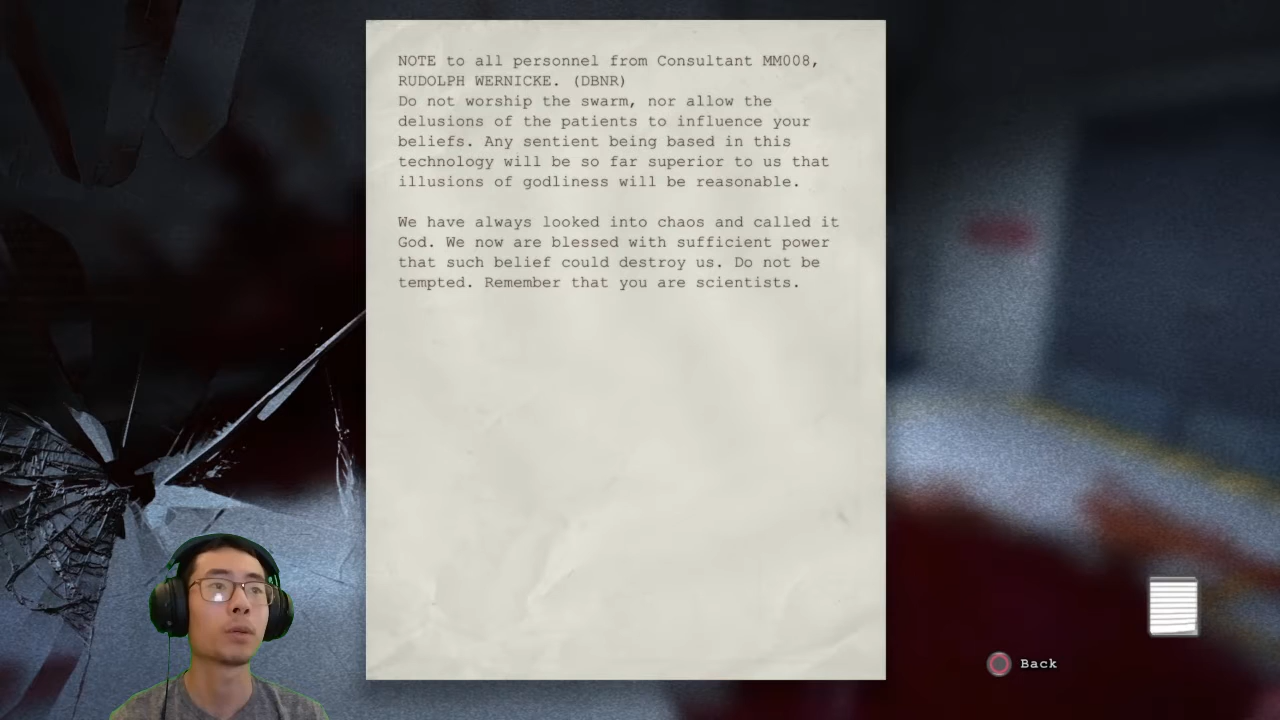 NOTE to all personnel from Consultant MM008,
RUDOLPH WERNICKE. (DBNR)
Do not worship the swarm, nor allow the
delusions of the patients to influence your
beliefs. Any sentient being based in this
technology will be so far superior to us that
illusions of godliness will be reasonable.
We have always looked into chaos and called it
God. We now are blessed with sufficient power
that such belief could destroy us. Do not be
tempted. Remember that you are scientists.
Back